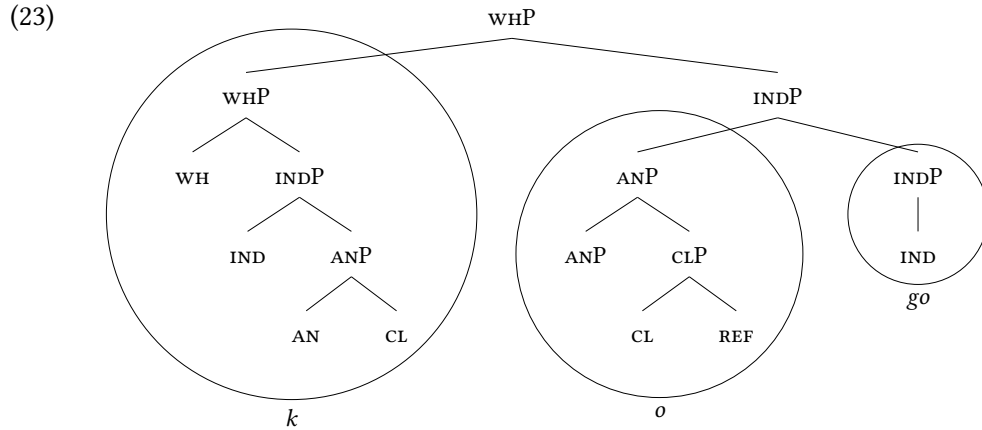 (23) WHP
WHP INDP
WH INDP ANP INDP
IND ANP ANP CLP IND
AN CL CL REF go
k o